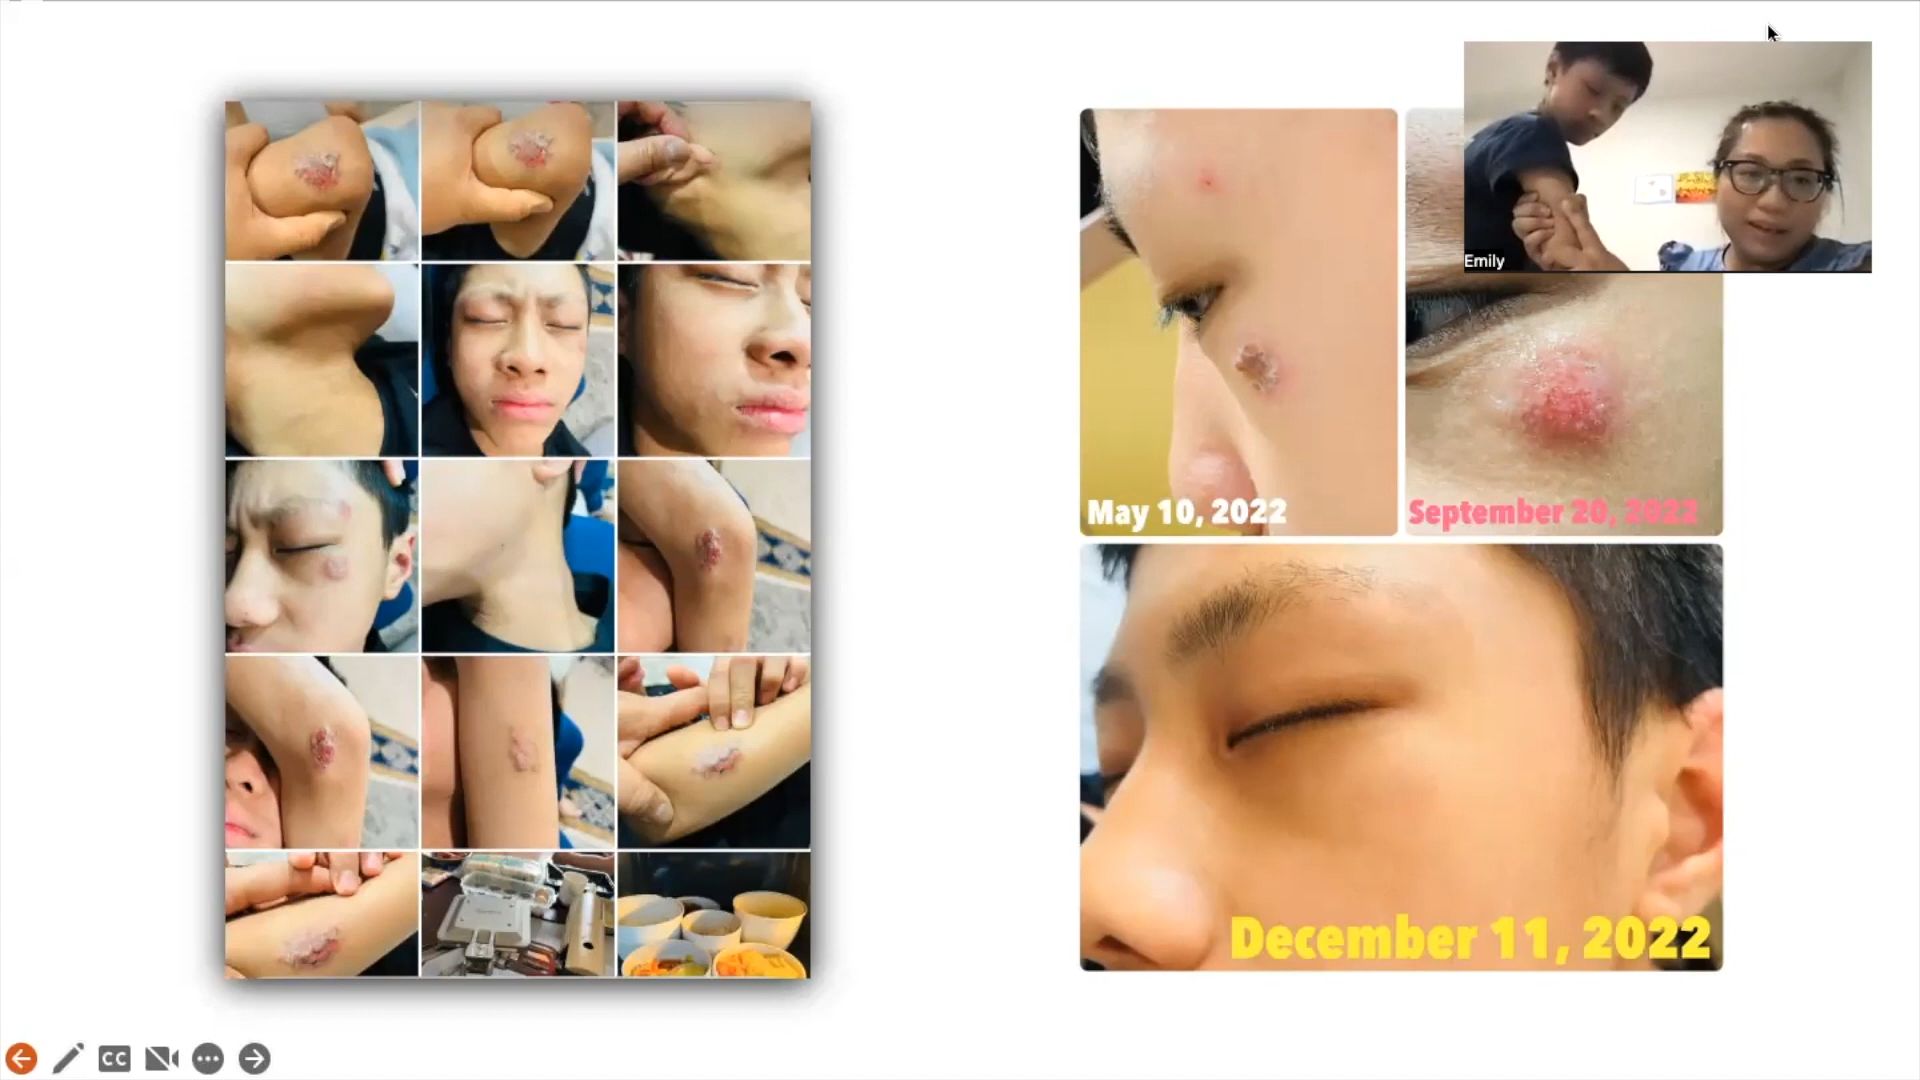 Emily
May 10, 2022
September 20, 2022
December 11, 2022
CC